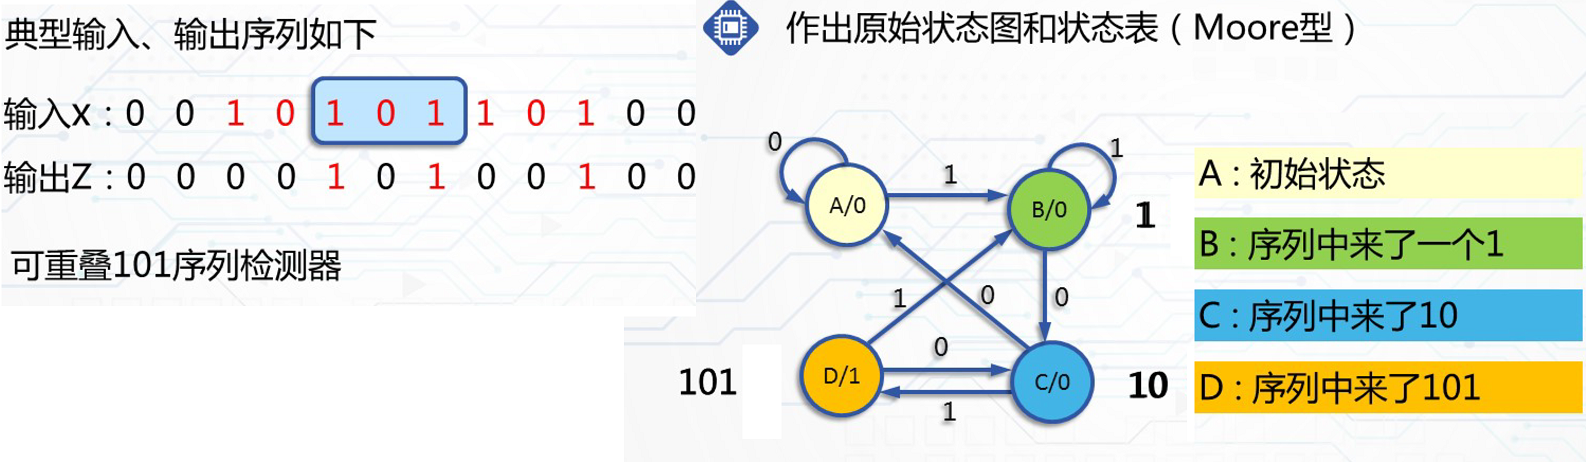 典型输入、输出序列如下
输入x：0 0 1 0 1 0 1 1 0 1 0 0
输出Z：0 0 0 0 1 0 1 0 0 1 0 0
可重叠101序列检测器
作出原始状态图和状态表（Moore型）
0
1
1
A/0
B/0
1
1
0
0
0
101
D/1
C/0
10
1
A：初始状态
B：序列中来了一个1
C：序列中来了10
D：序列中来了101